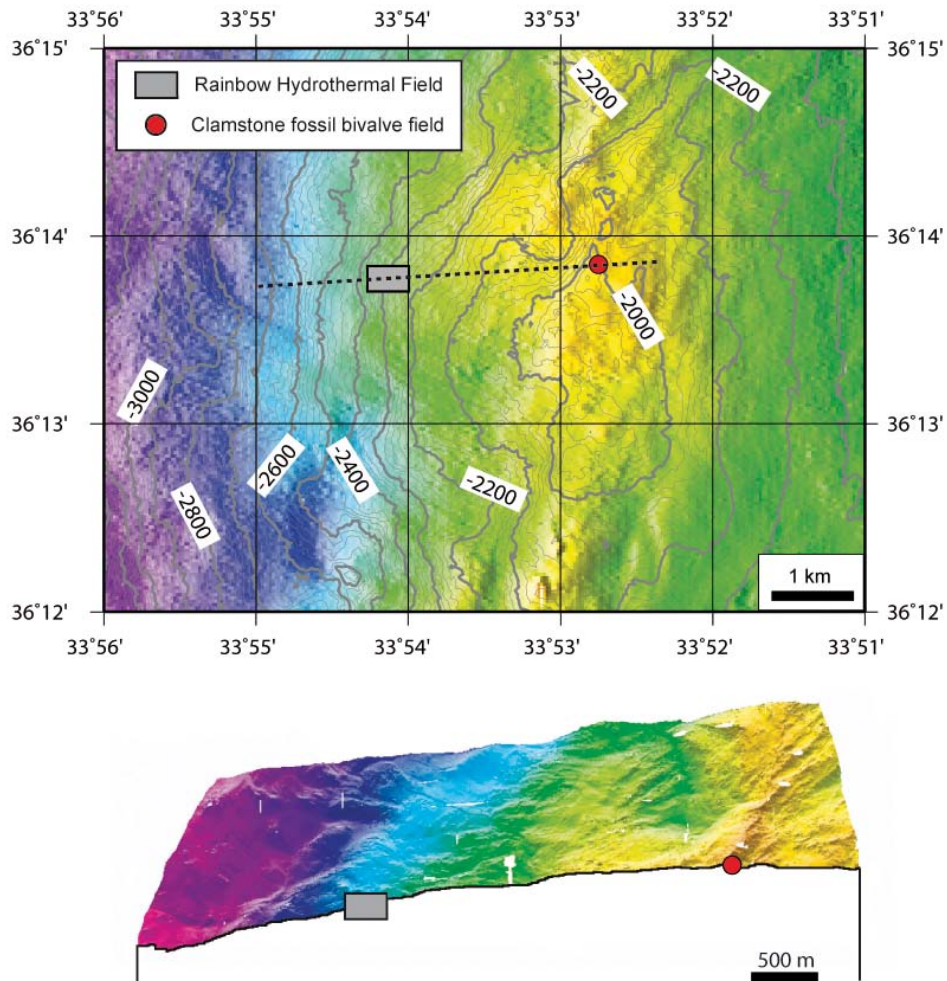 33°56' 33°55' 33°54' 33°53' 33°52' 33°51'
36°15' 36°15'
Rainbow Hydrothermal Field
Clamstone fossil bivalve field
-2200
-2200
36°14' 36°14'
-2000
-3000
36°13' 36°13'
-2600
-2400
-2200
-2800
1 km
36°12' 36°12'
33°56' 33°55' 33°54' 33°53' 33°52' 33°51'
500 m